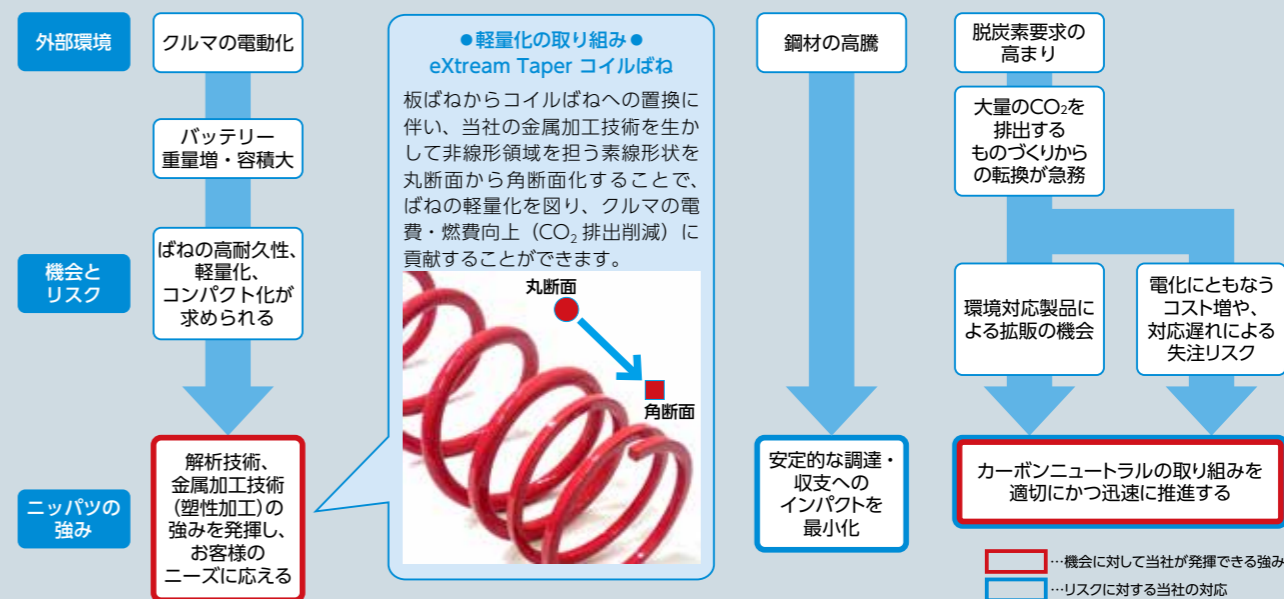 外部環境
クルマの電動化
バッテリー
重量増・容積大
機会と
リスク
ばねの高耐久性、
軽量化、
コンパクト化が
求められる
ニッパツの
強み
解析技術、
金属加工技術
(塑性加工)の
強みを発揮し、
お客様の
ニーズに応える
●軽量化の取り組み●
eXtream Taper コイルばね
板ばねからコイルばねへの置換に
伴い、当社の金属加工技術を生か
して非線形領域を担う素線形状を
丸断面から角断面化することで、
ばねの軽量化を図り、クルマの電
費・燃費向上（CO₂排出削減）に
貢献することができます。
丸断面
角断面
鋼材の高騰
安定的な調達・
収支への
インパクトを
最小化
脱炭素要求の
高まり
大量のCO₂を
排出する
ものづくりから
の転換が急務
環境対応製品に
よる拡販の機会
電化にともなう
コスト増や、
対応遅れによる
失注リスク
カーボンニュートラルの取り組みを
適切にかつ迅速に推進する
…機会に対して当社が発揮できる強み
…リスクに対する当社の対応